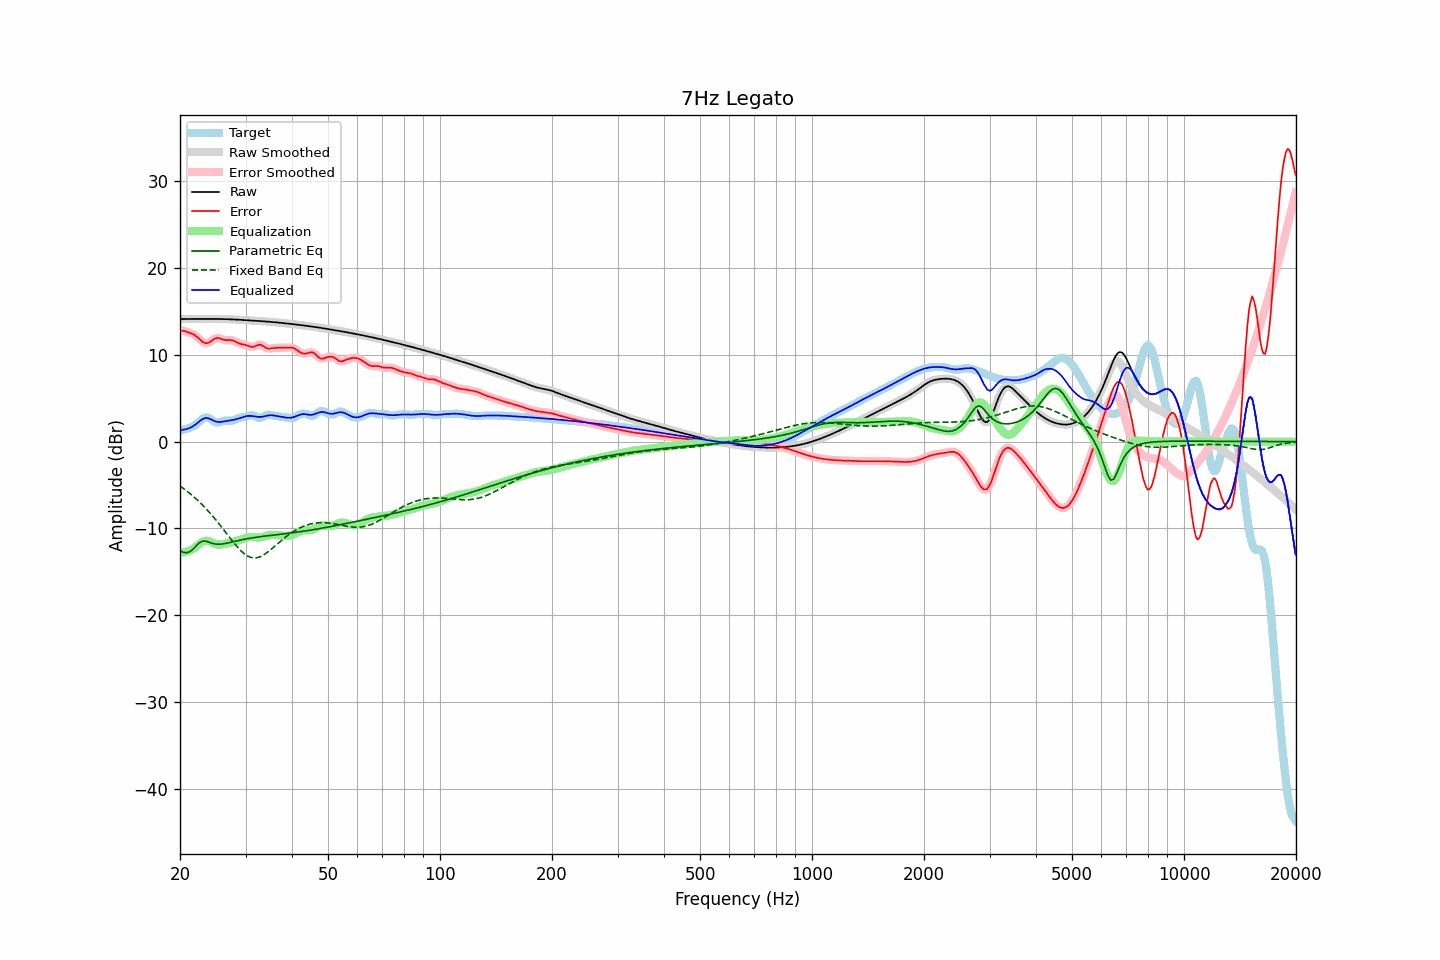 7Hz Legato
Target
Raw Smoothed
Error Smoothed
Raw
Error
Equalization
Parametric Eq
Fixed Band Eq
Equalized
30
20
10
0
−10
−20
−30
−40
Amplitude (dBr)
20 50 100 200 500 1000 2000 5000 10000 20000
Frequency (Hz)